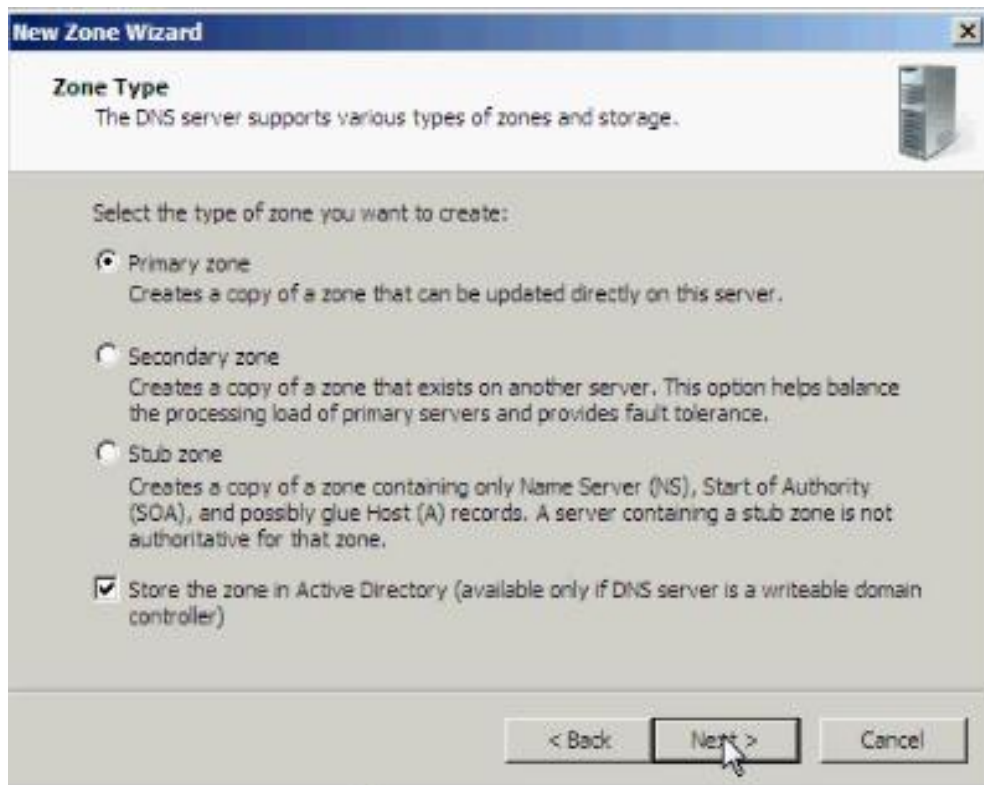 New Zone Wizard
Zone Type
The DNS server supports various types of zones and storage.
Select the type of zone you want to create:
Primary zone
Creates a copy of a zone that can be updated directly on this server.
Secondary zone
Creates a copy of a zone that exists on another server. This option helps balance
the processing load of primary servers and provides fault tolerance.
Stub zone
Creates a copy of a zone containing only Name Server (NS), Start of Authority
(SOA), and possibly glue Host (A) records. A server containing a stub zone is not
authoritative for that zone.
Store the zone in Active Directory (available only if DNS server is a writeable domain
controller)
< Back Next > Cancel